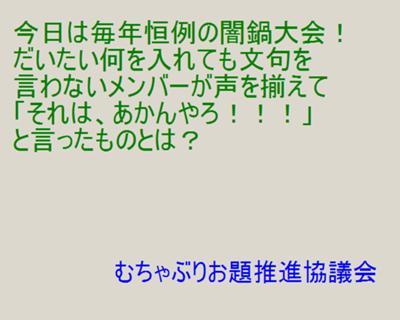 今日は毎年恒例の闇鍋大会！
だいたい何を入れても文句を
言わないメンバーが声を揃えて
「それは、あかんやろ！！！」
と言ったものとは？
むちゃぶりお題推進協議会